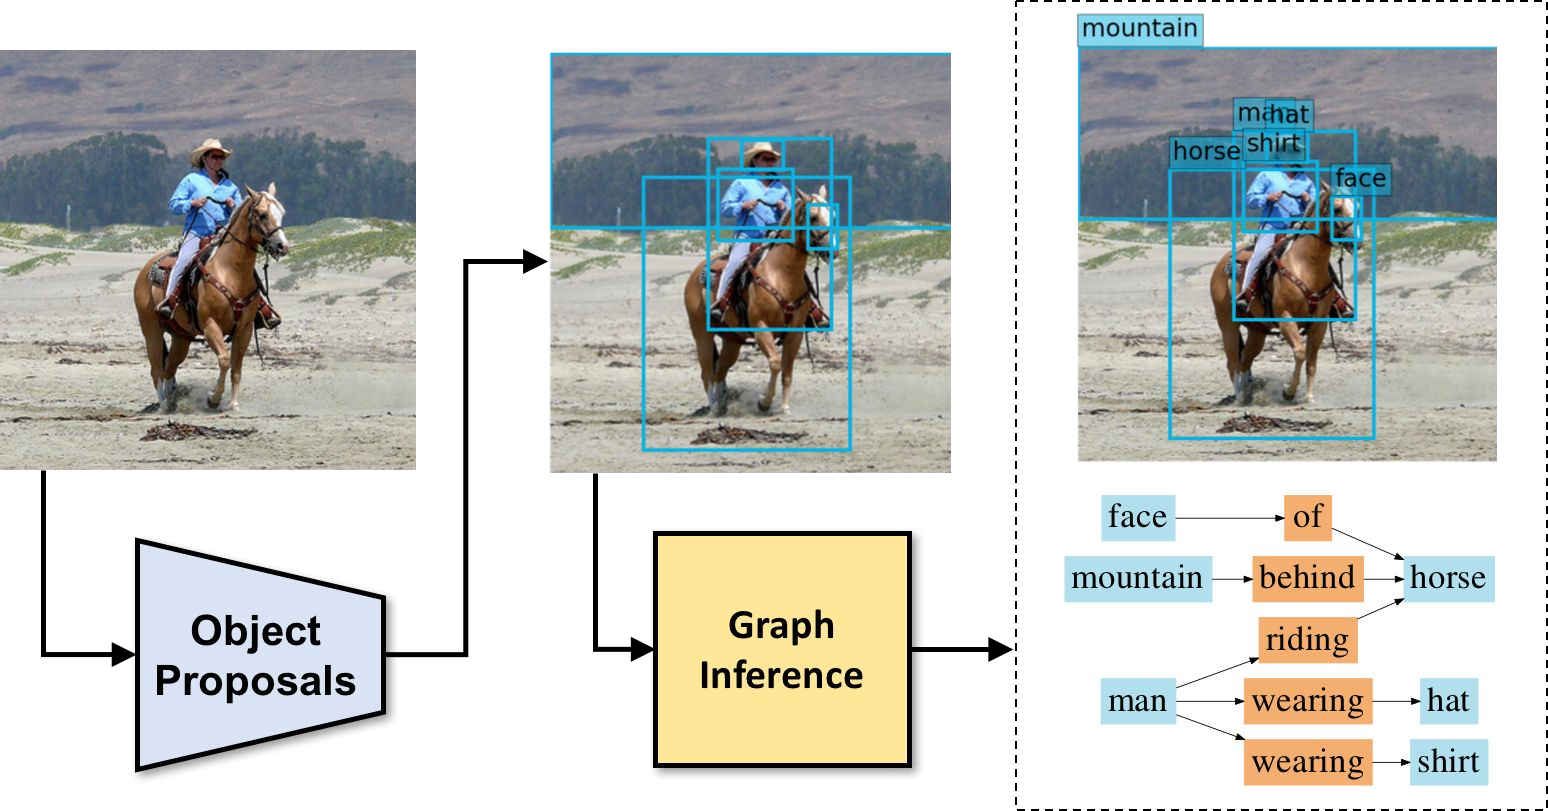 mountain
man
hat
shirt
horse
face
Object
Proposals
Graph
Inference
face of
mountain behind horse
riding
man wearing hat
wearing shirt